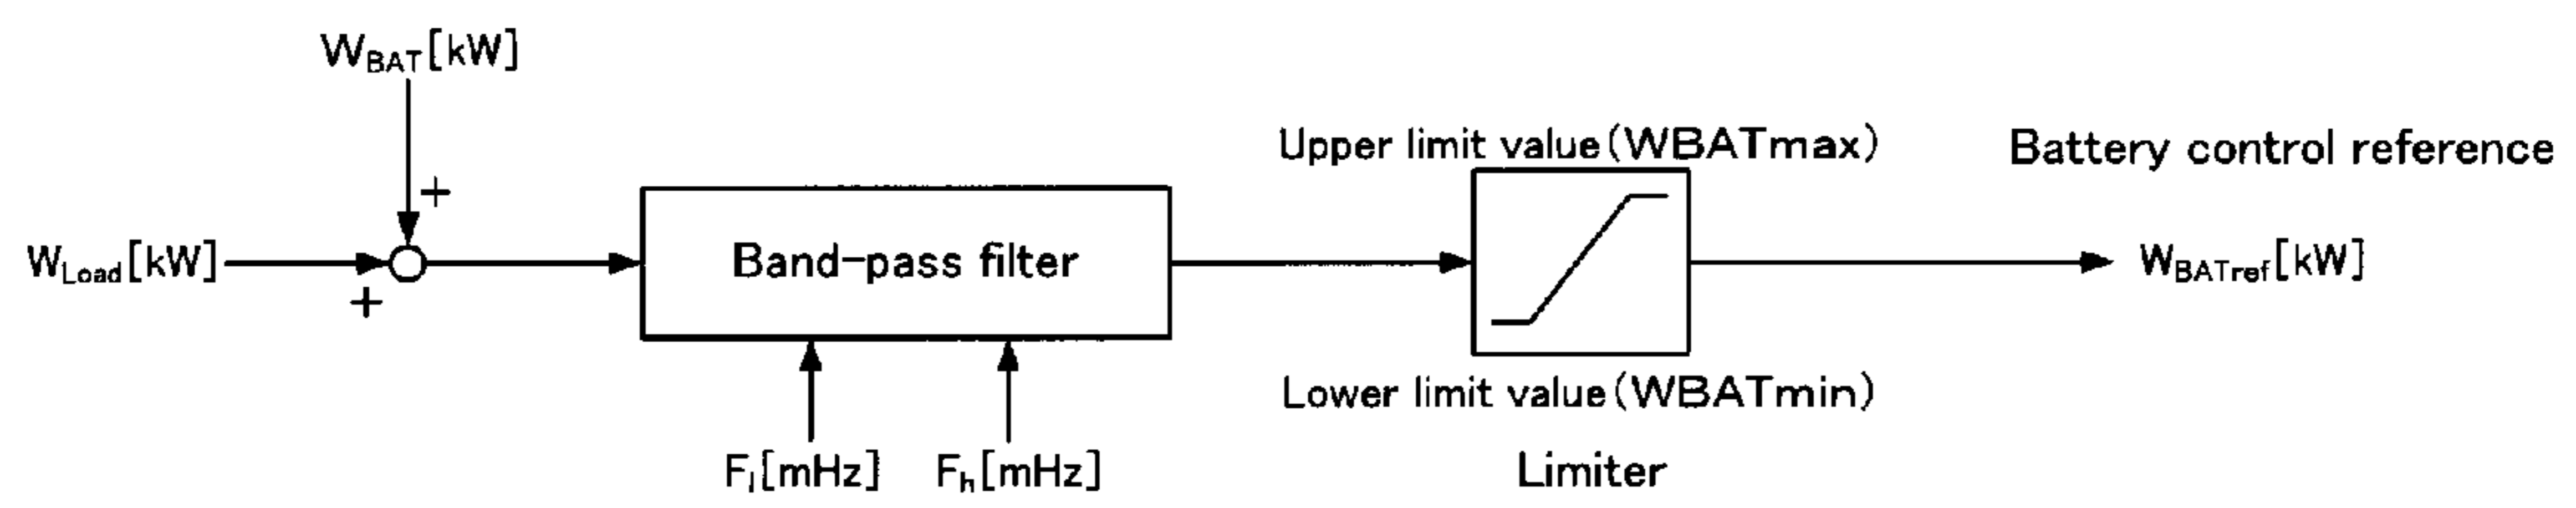 W_BAT[kW]
Upper limit value(WBATmax)
Battery control reference
+
W_Load[kW]
Band-pass filter
W_BATref[kW]
+
Lower limit value(WBATmin)
F_l[mHz] F_h[mHz]
Limiter